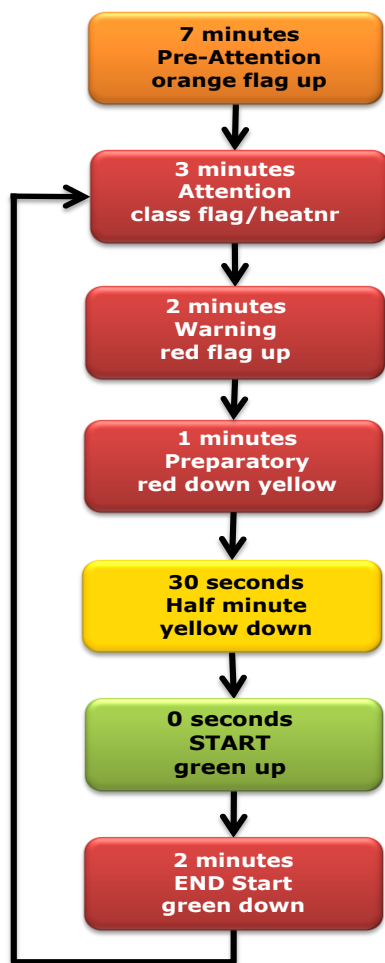 7 minutes
Pre-Attention
orange flag up
3 minutes
Attention
class flag/heatnr
2 minutes
Warning
red flag up
1 minutes
Preparatory
red down yellow
30 seconds
Half minute
yellow down
0 seconds
START
green up
2 minutes
END Start
green down